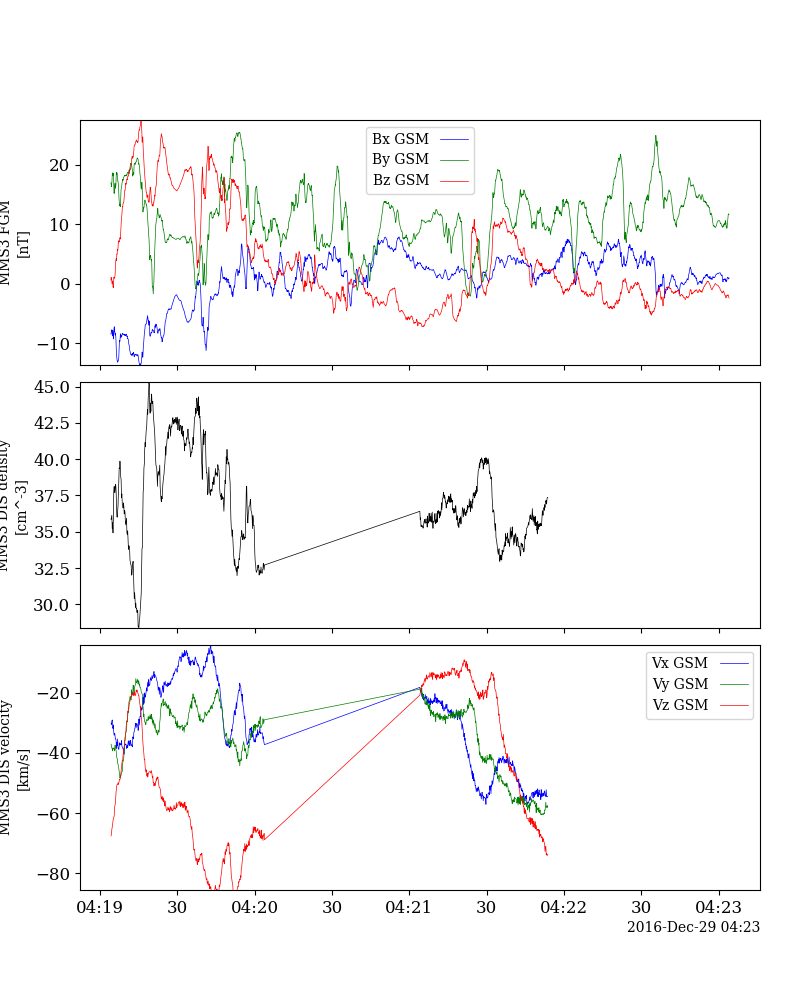 MMS3 FGM
[nT]
20
10
0
−10
Bx GSM
By GSM
Bz GSM
MMS3 DIS density
[cm^-3]
45.0
42.5
40.0
37.5
35.0
32.5
30.0
MMS3 DIS velocity
[km/s]
−20
−40
−60
−80
Vx GSM
Vy GSM
Vz GSM
04:19 30 04:20 30 04:21 30 04:22 30 04:23
2016-Dec-29 04:23